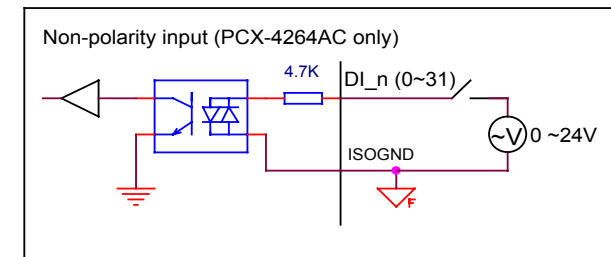 Non-polarity input (PCX-4264AC only)
4.7K
DI_n (0~31)
~V
0 ~24V
ISOGND
F